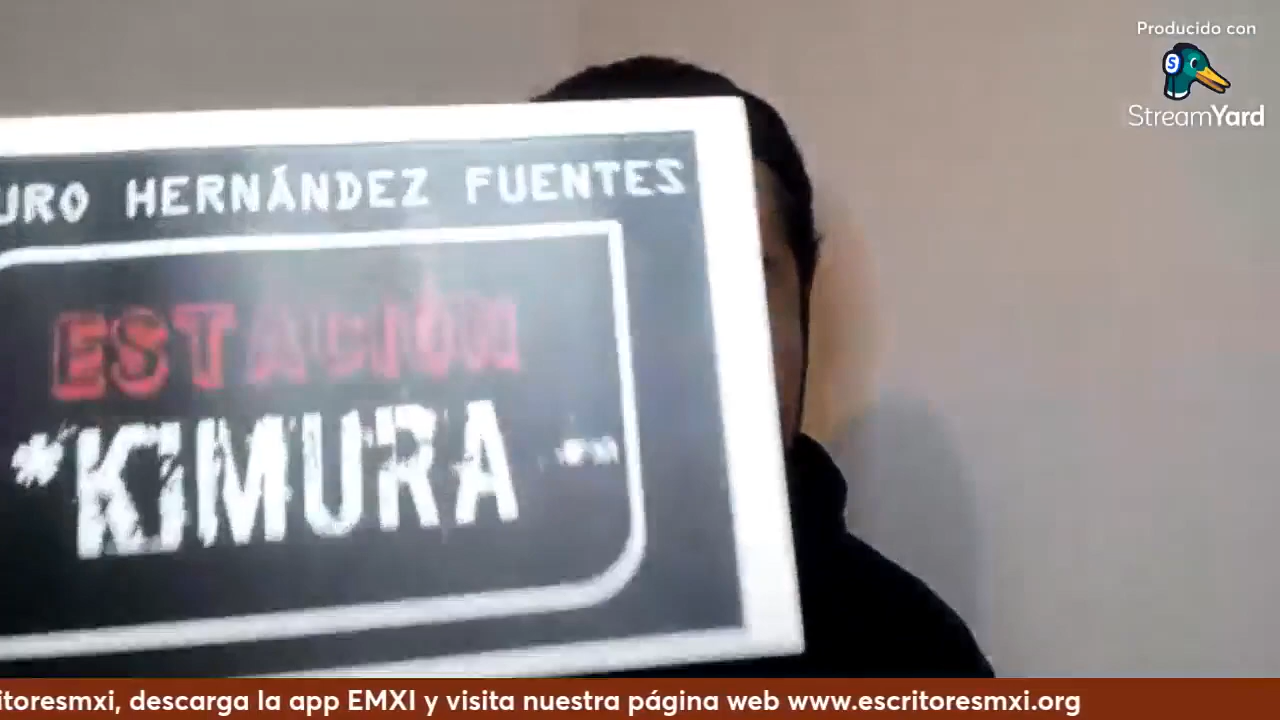 Producido con
StreamYard
URO HERNÁNDEZ FUENTES
ESTACIÓN
*KIMURA
itoresmxi, descarga la app EMXI y visita nuestra página web www.escritoresmxi.org